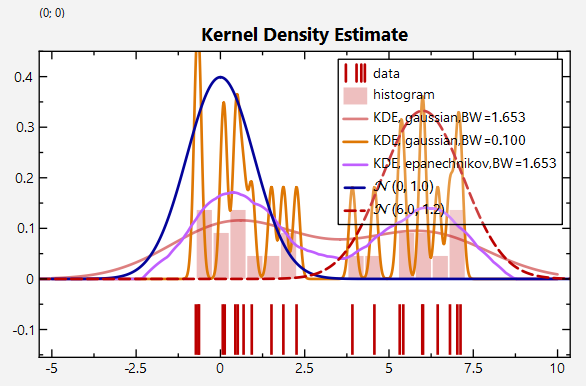 (0; 0)
Kernel Density Estimate
0.4
0.3
0.2
0.1
0
-0.1
data
histogram
KDE, gaussian,BW=1.653
KDE, gaussian,BW=0.100
KDE, epanechnikov,BW=1.653
𝒩 (0, 1.0)
𝒩 (6.0, 1.2)
-5
-2.5
0
2.5
5
7.5
10